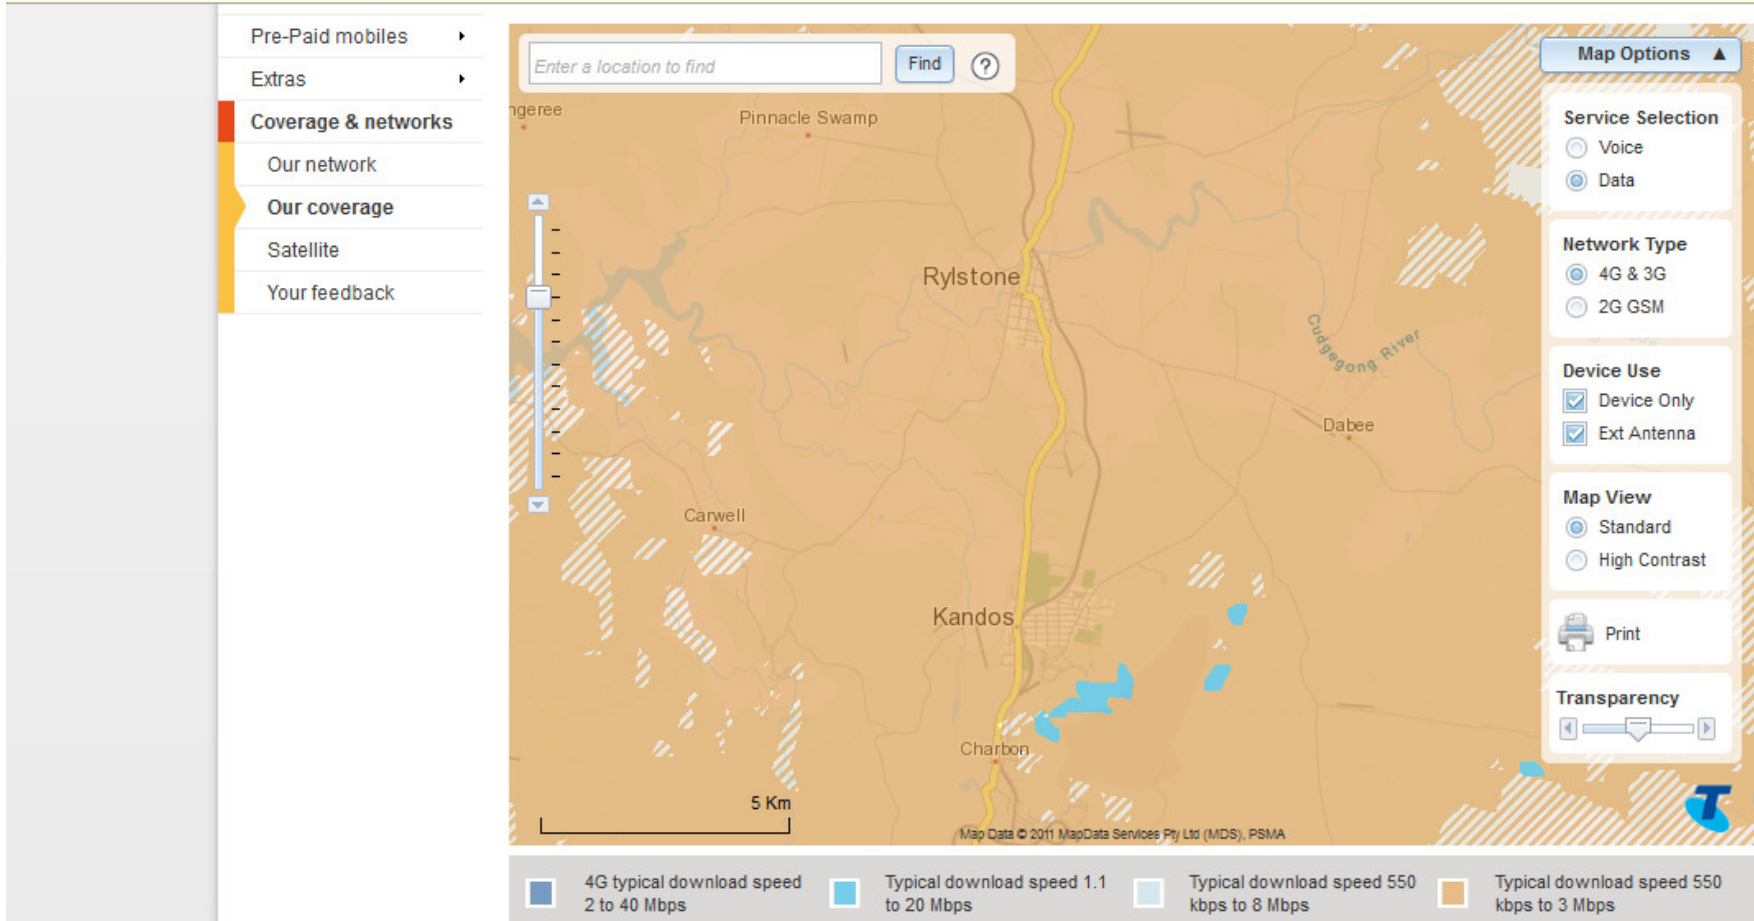 Pre-Paid mobiles
Extras
Coverage & networks
Our network
Our coverage
Satellite
Your feedback
Enter a location to find
Find
?
Map Options
ngeree
Pinnacle Swamp
Rylstone
Cudgegong River
Dabee
Carwell
Kandos
Charbon
5 Km
Map Data © 2011 MapData Services Pty Ltd (MDS), PSMA
Service Selection
Voice
Data
Network Type
4G & 3G
2G GSM
Device Use
Device Only
Ext Antenna
Map View
Standard
High Contrast
Print
Transparency
T
4G typical download speed
2 to 40 Mbps
Typical download speed 1.1
to 20 Mbps
Typical download speed 550
kbps to 8 Mbps
Typical download speed 550
kbps to 3 Mbps